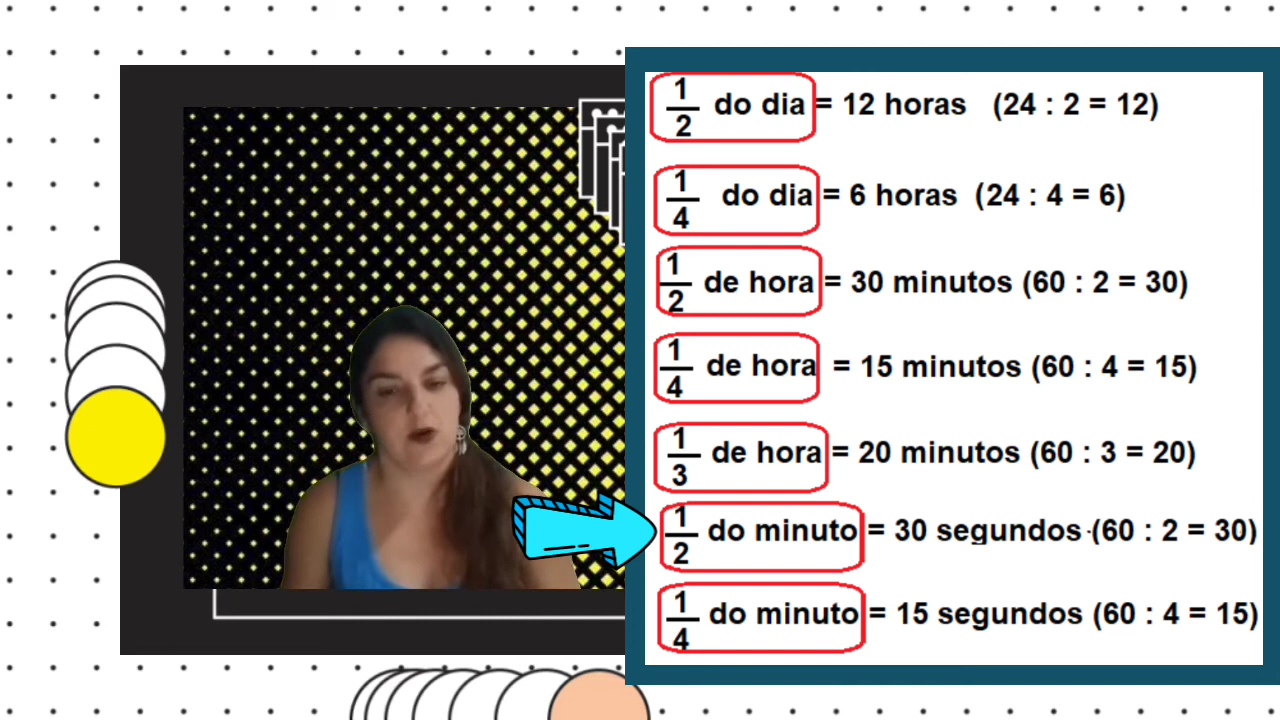 1/2 do dia = 12 horas (24 : 2 = 12)
1/4 do dia = 6 horas (24 : 4 = 6)
1/2 de hora = 30 minutos (60 : 2 = 30)
1/4 de hora = 15 minutos (60 : 4 = 15)
1/3 de hora = 20 minutos (60 : 3 = 20)
1/2 do minuto = 30 segundos (60 : 2 = 30)
1/4 do minuto = 15 segundos (60 : 4 = 15)